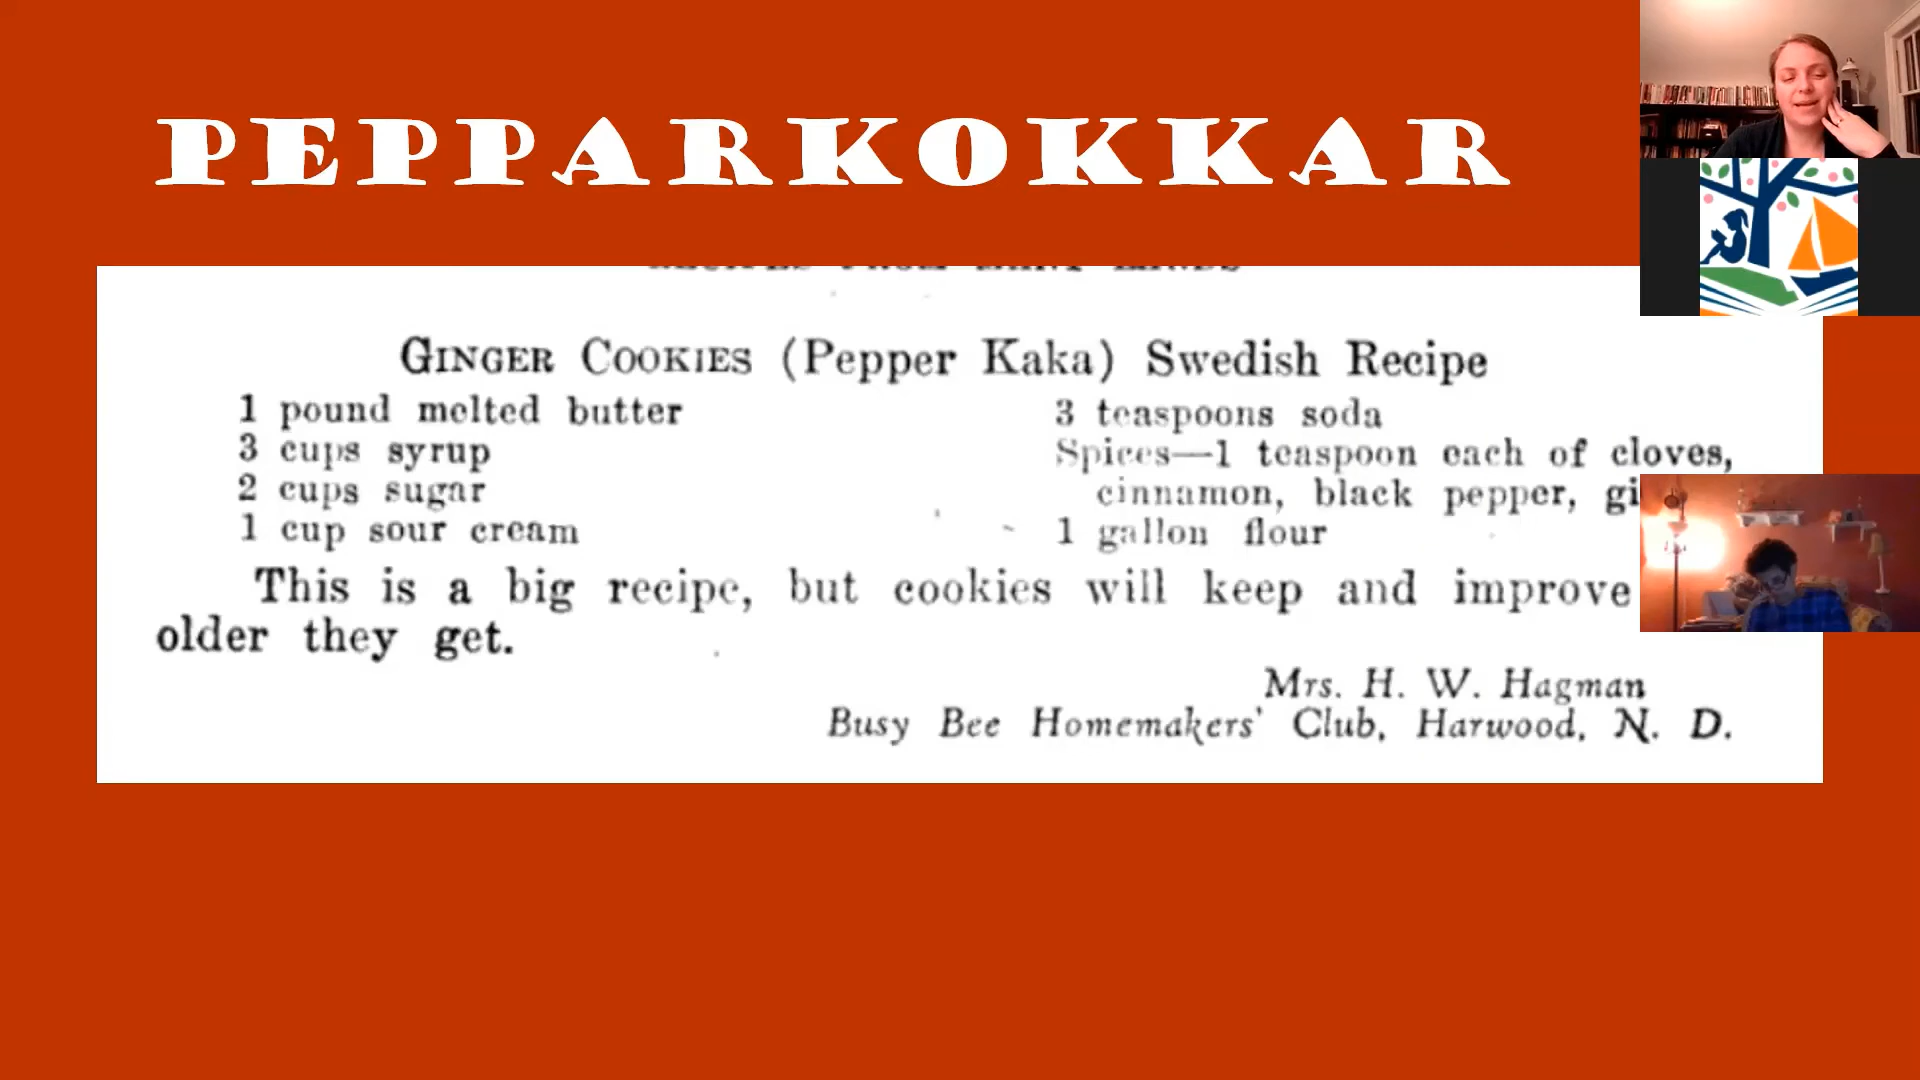 PEPPARKOKKAR
GINGER COOKIES (Pepper Kaka) Swedish Recipe
1 pound melted butter
3 cups syrup
2 cups sugar
1 cup sour cream
3 teaspoons soda
Spices—1 teaspoon each of cloves,
cinnamon, black pepper,
1 gallon flour
This is a big recipe, but cookies will keep and improve
older they get.
Mrs. H. W. Hagman
Busy Bee Homemakers' Club, Harwood, N. D.